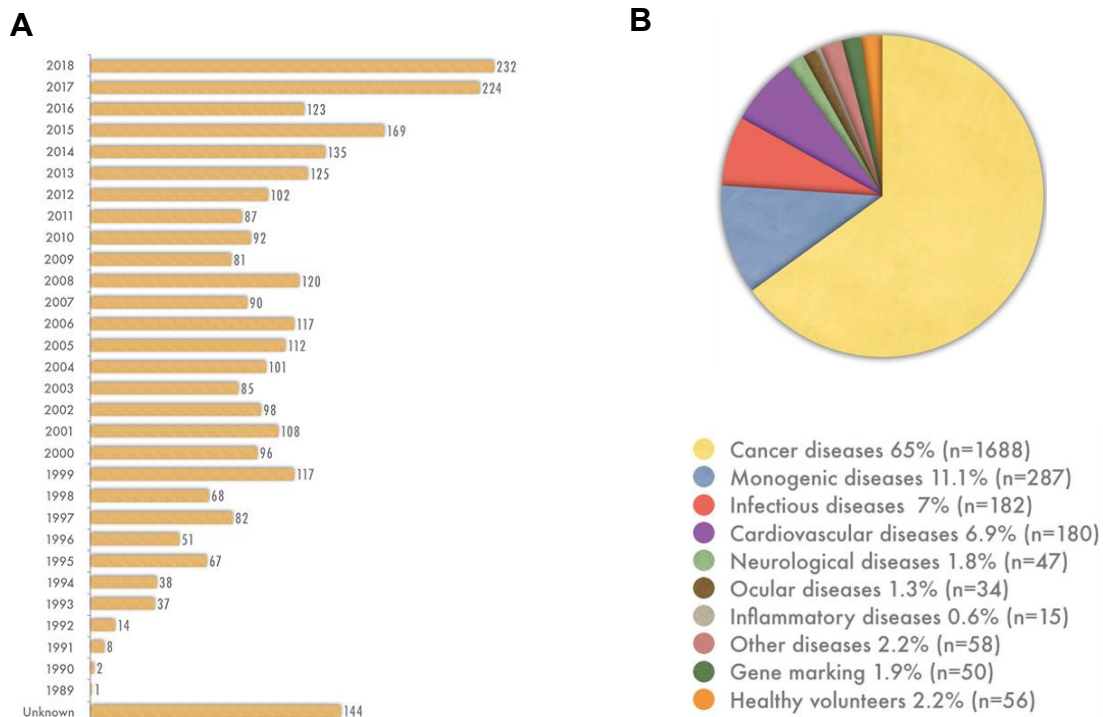 A
2018 232
2017 224
2016 123
2015 169
2014 135
2013 125
2012 102
2011 87
2010 92
2009 81
2008 120
2007 90
2006 117
2005 112
2004 101
2003 85
2002 98
2001 108
2000 96
1999 117
1998 68
1997 82
1996 51
1995 67
1994 38
1993 37
1992 14
1991 8
1990 2
1989 1
Unknown 144
B
Cancer diseases 65% (n=1688)
Monogenic diseases 11.1% (n=287)
Infectious diseases 7% (n=182)
Cardiovascular diseases 6.9% (n=180)
Neurological diseases 1.8% (n=47)
Ocular diseases 1.3% (n=34)
Inflammatory diseases 0.6% (n=15)
Other diseases 2.2% (n=58)
Gene marking 1.9% (n=50)
Healthy volunteers 2.2% (n=56)